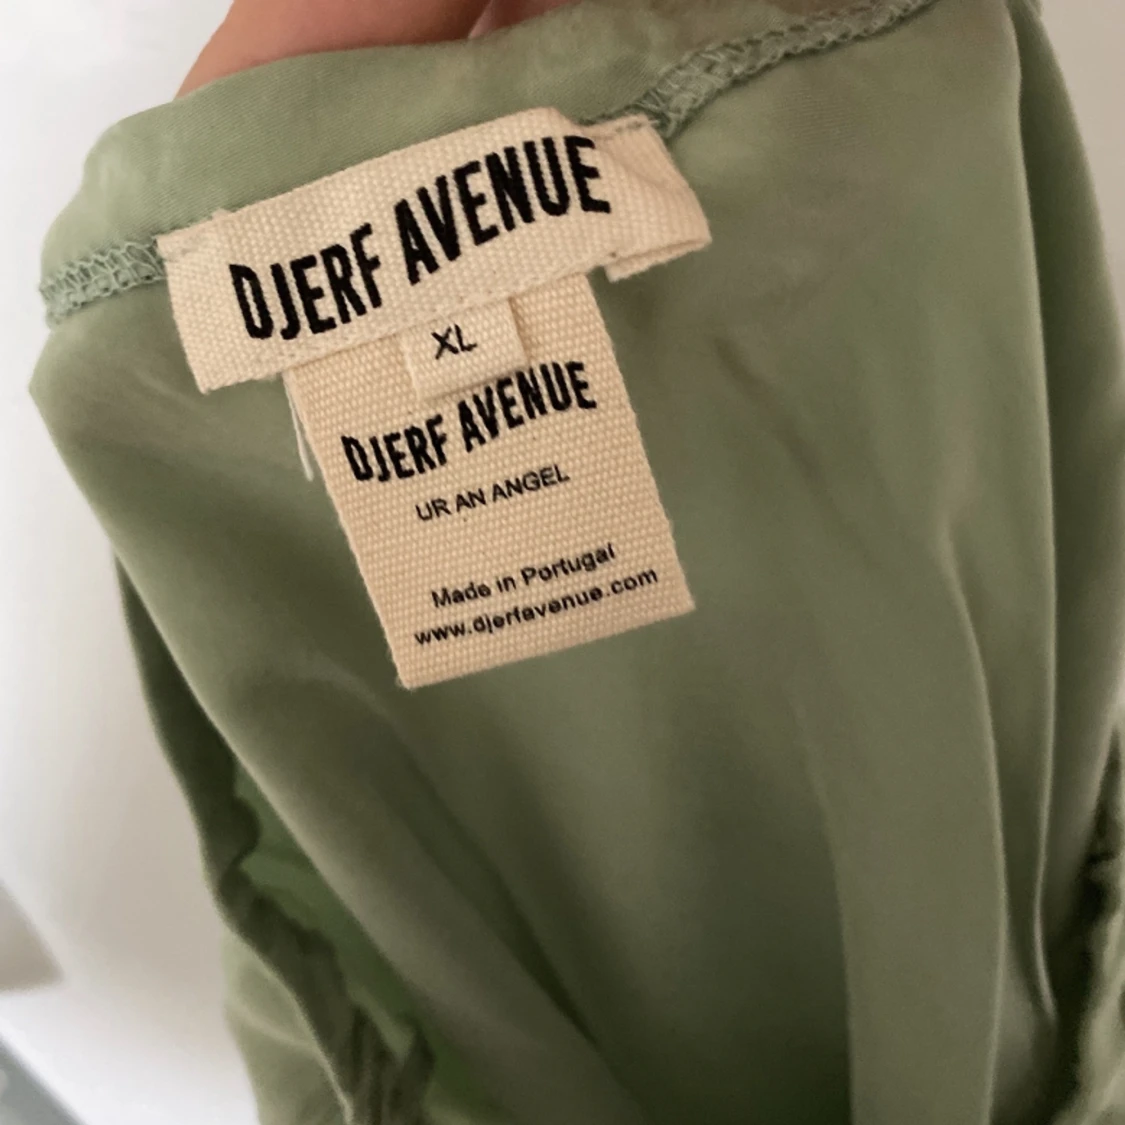 DJERF AVENUE
XL
DJERF AVENUE
UR AN ANGEL
Made in Portugal
www.djerfavenue.com